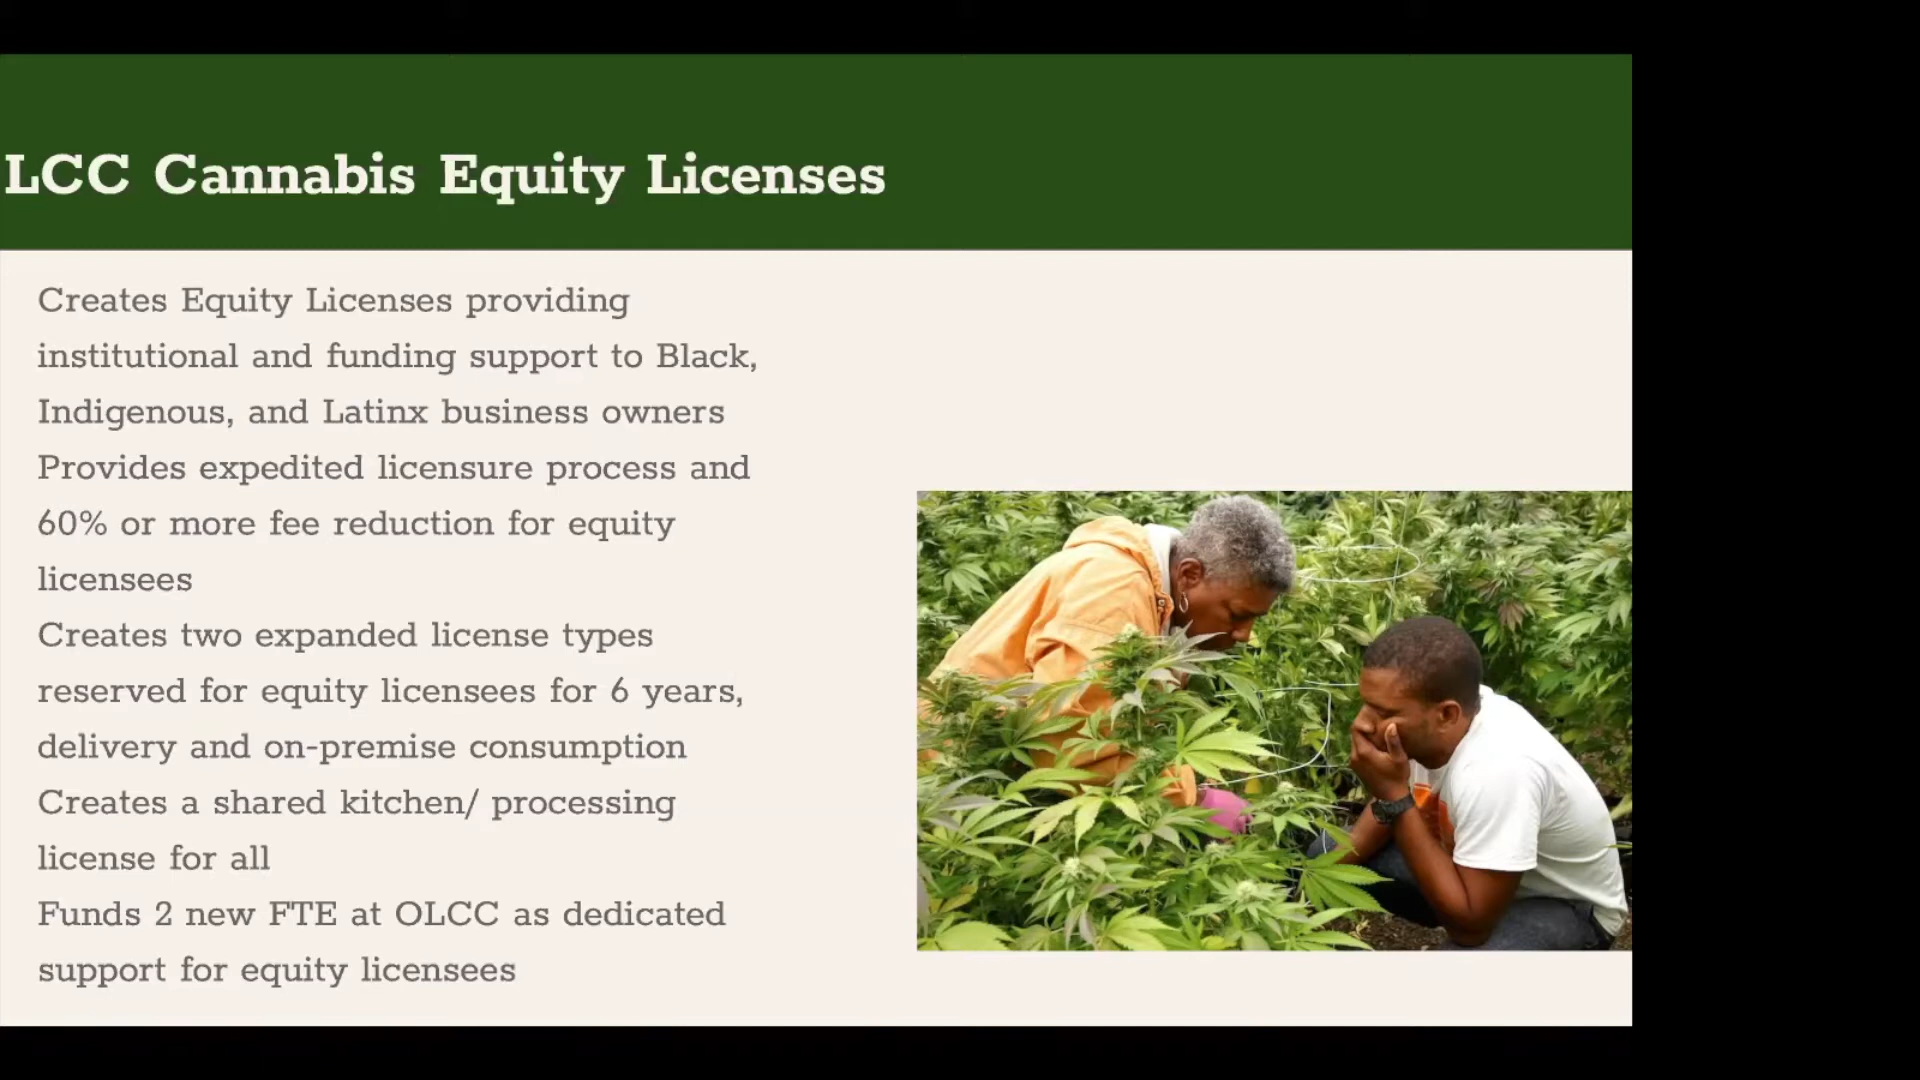 LCC Cannabis Equity Licenses
Creates Equity Licenses providing
institutional and funding support to Black,
Indigenous, and Latinx business owners
Provides expedited licensure process and
60% or more fee reduction for equity
licensees
Creates two expanded license types
reserved for equity licensees for 6 years,
delivery and on-premise consumption
Creates a shared kitchen/ processing
license for all
Funds 2 new FTE at OLCC as dedicated
support for equity licensees